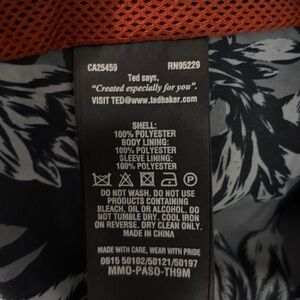 CA25459 RN95229
Ted says,
"Created especially for you".
VISIT TED@www.tedbaker.com
SHELL:
100% POLYESTER
BODY LINING:
100% POLYESTER
SLEEVE LINING:
100% POLYESTER
DO NOT WASH. DO NOT USE
PRODUCTS CONTAINING
BLEACH, OIL OR ALCOHOL. DO
NOT TUMBLE DRY. COOL IRON
ON REVERSE. DRY CLEAN ONLY.
MADE IN CHINA
MADE WITH CARE, WEAR WITH PRIDE
0615 50102/50121/50197
MMO-PASO-TH9M